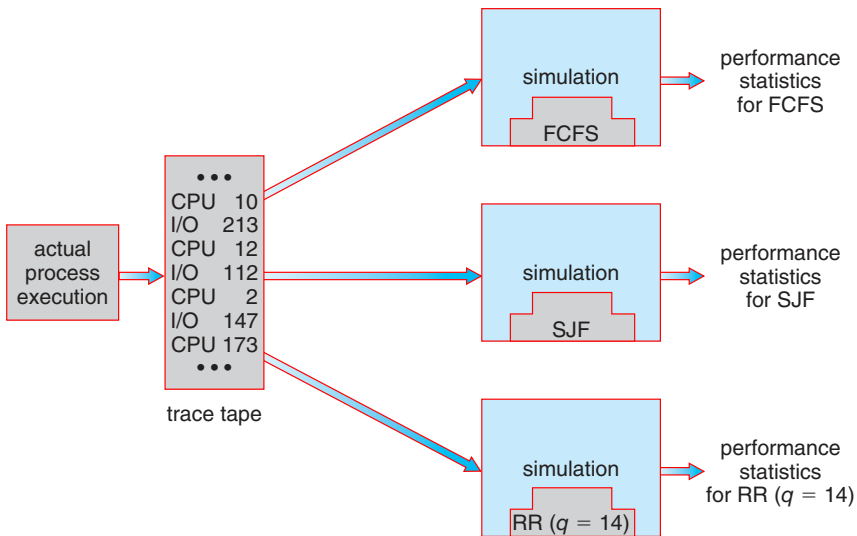 actual
process
execution
• • •
CPU 10
I/O 213
CPU 12
I/O 112
CPU 2
I/O 147
CPU 173
• • •
trace tape
simulation
FCFS
performance
statistics
for FCFS
simulation
SJF
performance
statistics
for SJF
simulation
RR (q = 14)
performance
statistics
for RR (q = 14)